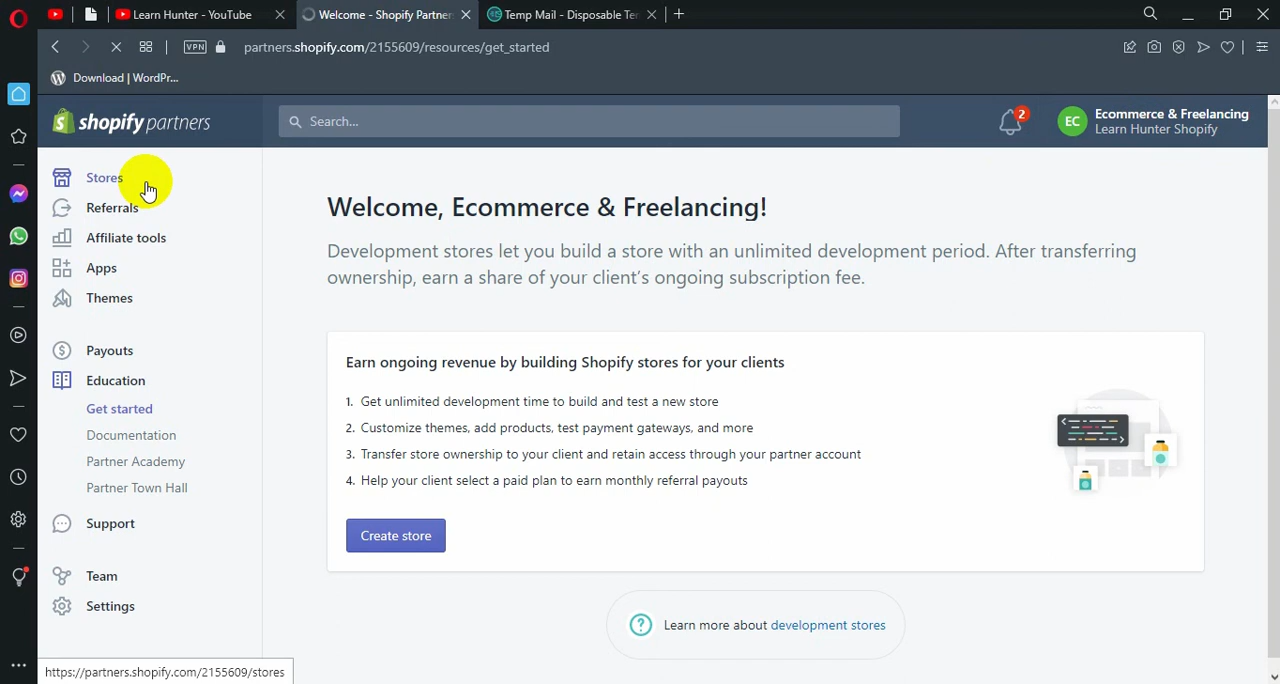 Learn Hunter - YouTube
Welcome - Shopify Partner
Temp Mail - Disposable Te
VPN
partners.shopify.com/2155609/resources/get_started
Download | WordPr...
shopify partners
Search...
2
EC
Ecommerce & Freelancing
Learn Hunter Shopify
Stores
Referrals
Affiliate tools
Apps
Themes
Payouts
Education
Get started
Documentation
Partner Academy
Partner Town Hall
Support
Team
Settings
Welcome, Ecommerce & Freelancing!
Development stores let you build a store with an unlimited development period. After transferring
ownership, earn a share of your client's ongoing subscription fee.
Earn ongoing revenue by building Shopify stores for your clients
1. Get unlimited development time to build and test a new store
2. Customize themes, add products, test payment gateways, and more
3. Transfer store ownership to your client and retain access through your partner account
4. Help your client select a paid plan to earn monthly referral payouts
Create store
Learn more about development stores
https://partners.shopify.com/2155609/stores